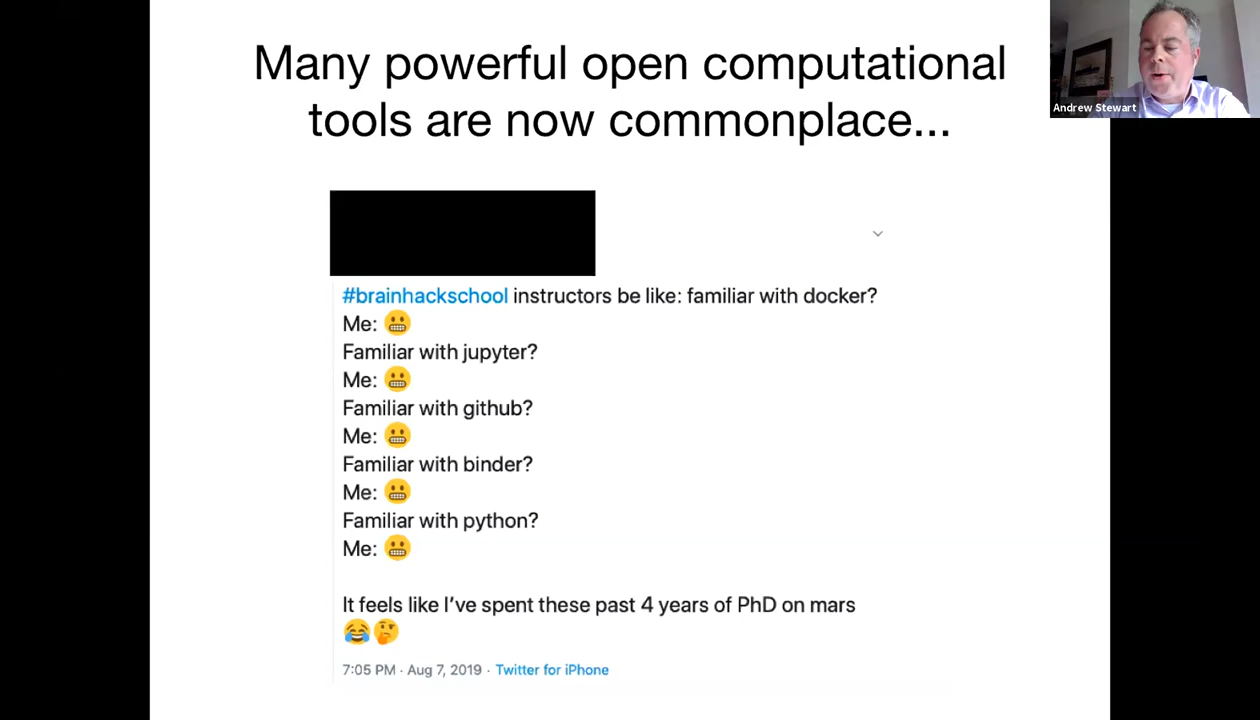 Many powerful open computational
tools are now commonplace...
Andrew Stewart
#brainhackschool instructors be like: familiar with docker?
Me: 😬
Familiar with jupyter?
Me: 😬
Familiar with github?
Me: 😬
Familiar with binder?
Me: 😬
Familiar with python?
Me: 😬
It feels like I've spent these past 4 years of PhD on mars
😂🤔
7:05 PM · Aug 7, 2019 · Twitter for iPhone